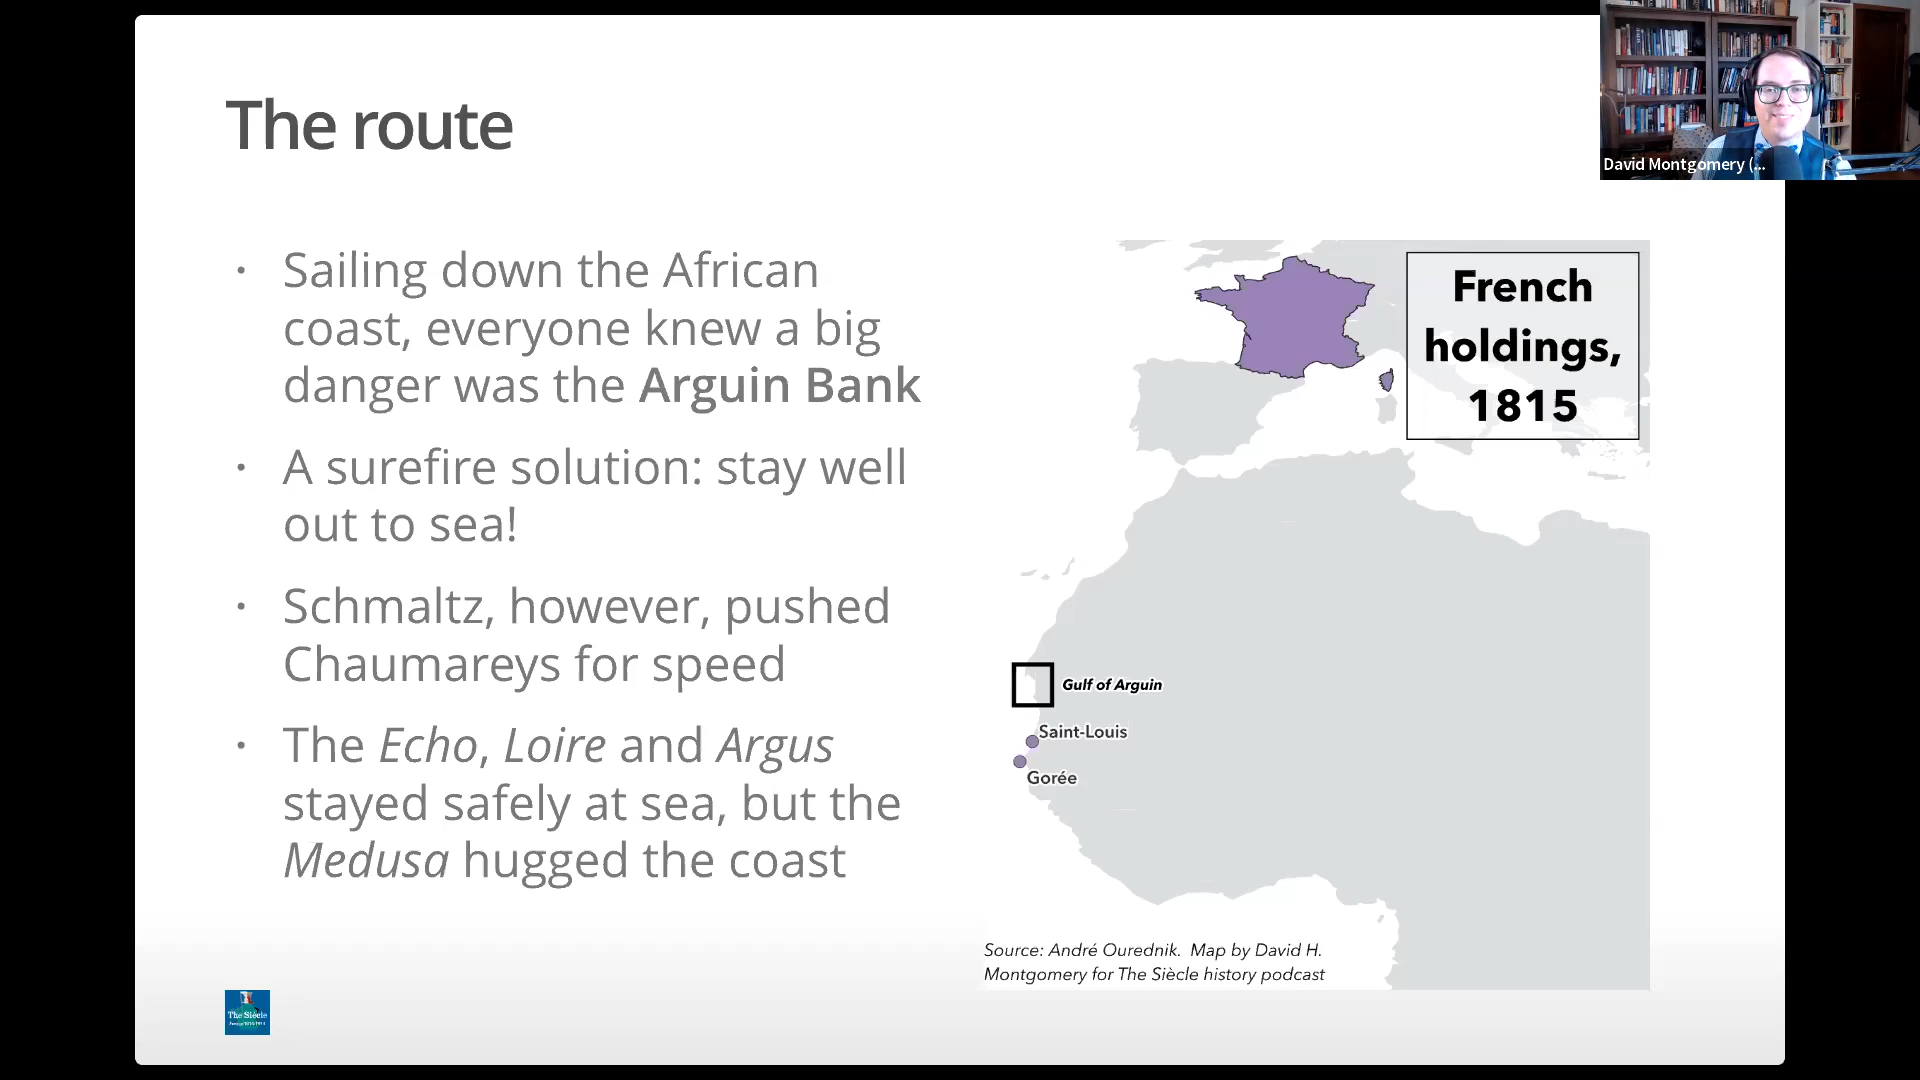 The route
• Sailing down the African
coast, everyone knew a big
danger was the Arguin Bank
• A surefire solution: stay well
out to sea!
• Schmaltz, however, pushed
Chaumareys for speed
• The Echo, Loire and Argus
stayed safely at sea, but the
Medusa hugged the coast
French
holdings,
1815
Gulf of Arguin
Saint-Louis
Gorée
Source: André Ourednik. Map by David H.
Montgomery for The Siècle history podcast
The Siècle
David Montgomery (...